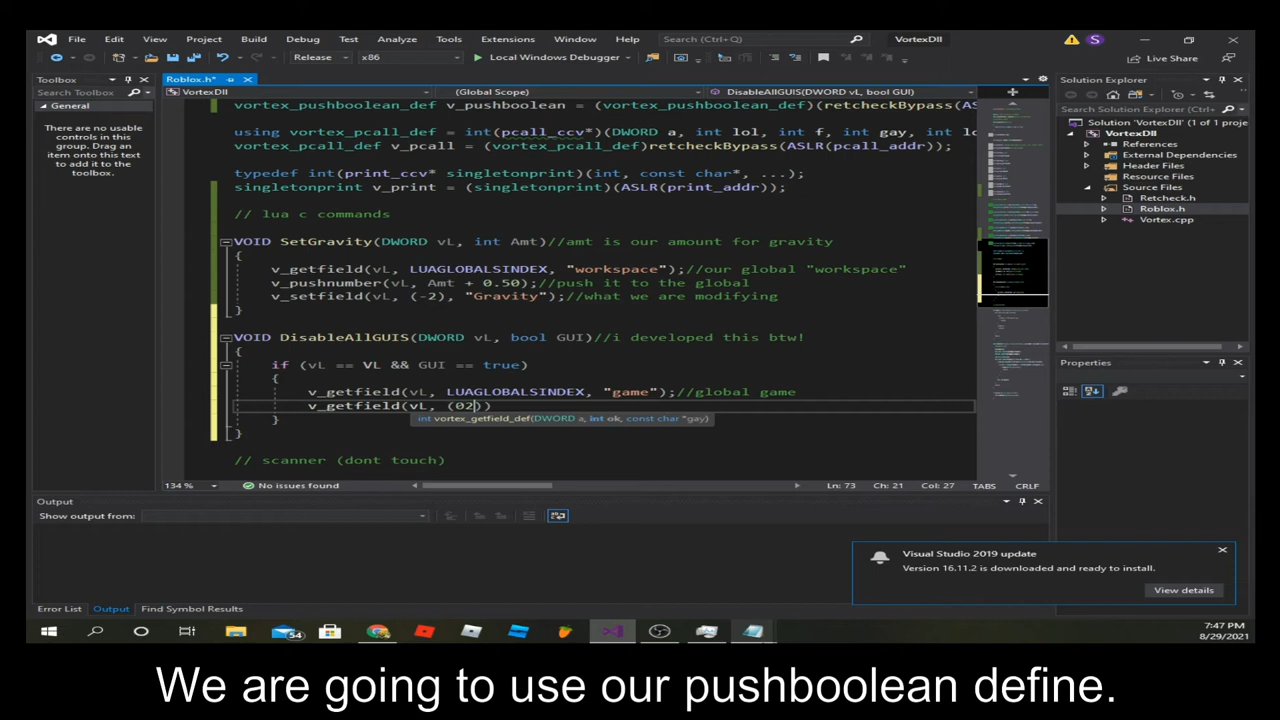 File Edit View Project Build Debug Test Analyze Tools Extensions Window Help Search (Ctrl+Q) VortexDll S
Release x86 Local Windows Debugger Live Share
Toolbox
Search Toolbox
General
There are no usable
controls in this
group. Drag an
item onto this text
to add it to the
toolbox.
Roblox.h*
VortexDll (Global Scope) DisableAllGUIS(DWORD vL, bool GUI)
vortex_pushboolean_def v_pushboolean = (vortex_pushboolean_def)(retcheckBypass(AS
using vortex_pcall_def = int(pcall_ccv*)(DWORD a, int lol, int f, int gay, int lo
vortex_pcall_def v_pcall = (vortex_pcall_def)retcheckBypass(ASLR(pcall_addr));
typedef int(print_ccv* singletonprint)(int, const char*, ...);
singletonprint v_print = (singletonprint)(ASLR(print_addr));
// lua c commands
VOID SetGravity(DWORD vL, int Amt)//amt is our amount for gravity
{
v_getfield(vL, LUAGLOBALSINDEX, "workspace");//our global "workspace"
v_pushnumber(vL, Amt + 0.50);//push it to the global
v_setfield(vL, (-2), "Gravity");//what we are modifying
}
VOID DisableAllGUIS(DWORD vL, bool GUI)//i developed this btw!
{
if (vL == VL && GUI == true)
{
v_getfield(vL, LUAGLOBALSINDEX, "game");//global game
v_getfield(vL, (02))
int vortex_getfield_def(DWORD a, int ok, const char *gay)
}
}
// scanner (dont touch)
134 % No issues found Ln: 73 Ch: 21 Col: 27 TABS CRLF
Solution Explorer
Search Solution Explorer (Ctrl+
Solution 'VortexDll' (1 of 1 proje
VortexDll
References
External Dependencies
Header Files
Resource Files
Source Files
Retcheck.h
Roblox.h
Vortex.cpp
Properties
Output
Show output from:
Visual Studio 2019 update
Version 16.11.2 is downloaded and ready to install.
View details
Error List Output Find Symbol Results
54
7:47 PM
8/29/2021
We are going to use our pushboolean define.